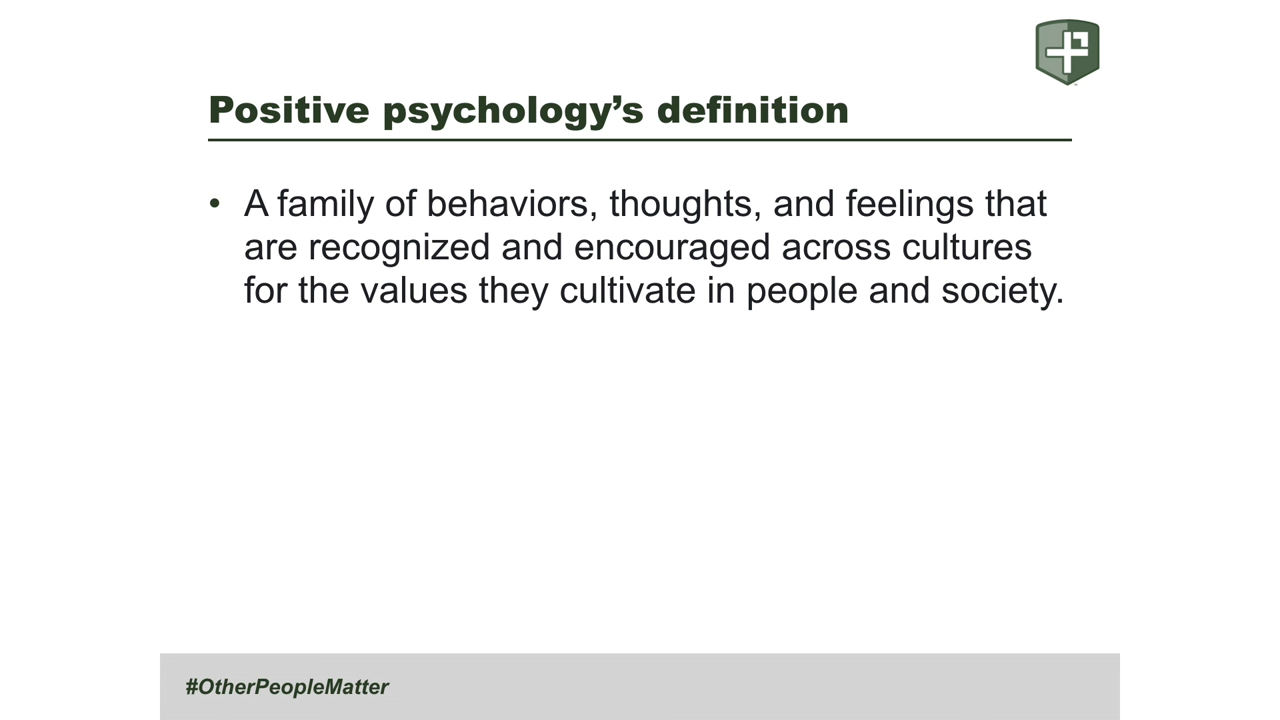 Positive psychology’s definition
• A family of behaviors, thoughts, and feelings that
are recognized and encouraged across cultures
for the values they cultivate in people and society.
#OtherPeopleMatter